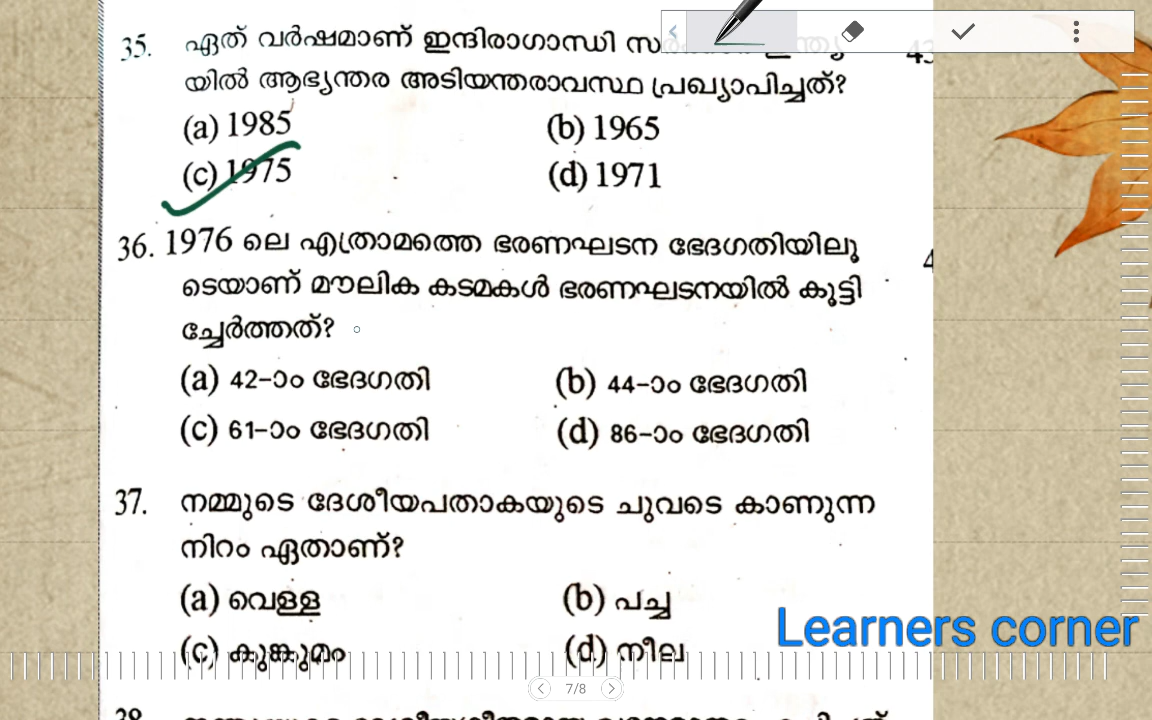 35. ഏത് വർഷമാണ് ഇന്ദിരാഗാന്ധി
യിൽ ആഭ്യന്തര അടിയന്തരാവസ്ഥ പ്രഖ്യാപിച്ചത്?
(a) 1985 (b) 1965
(c) 1975 (d) 1971
36. 1976 ലെ എത്രാമത്തെ ഭരണഘടന ഭേദഗതിയിലൂ
ടെയാണ് മൗലിക കടമകൾ ഭരണഘടനയിൽ കൂട്ടി
ച്ചേർത്തത്?
(a) 42-ാം ഭേദഗതി (b) 44-ാം ഭേദഗതി
(c) 61-ാം ഭേദഗതി (d) 86-ാം ഭേദഗതി
37. നമ്മുടെ ദേശീയപതാകയുടെ ചുവടെ കാണുന്ന
നിറം ഏതാണ്?
(a) വെള്ള (b) പച്ച
(c) കുങ്കുമം (d) നീല
Learners corner
7/8